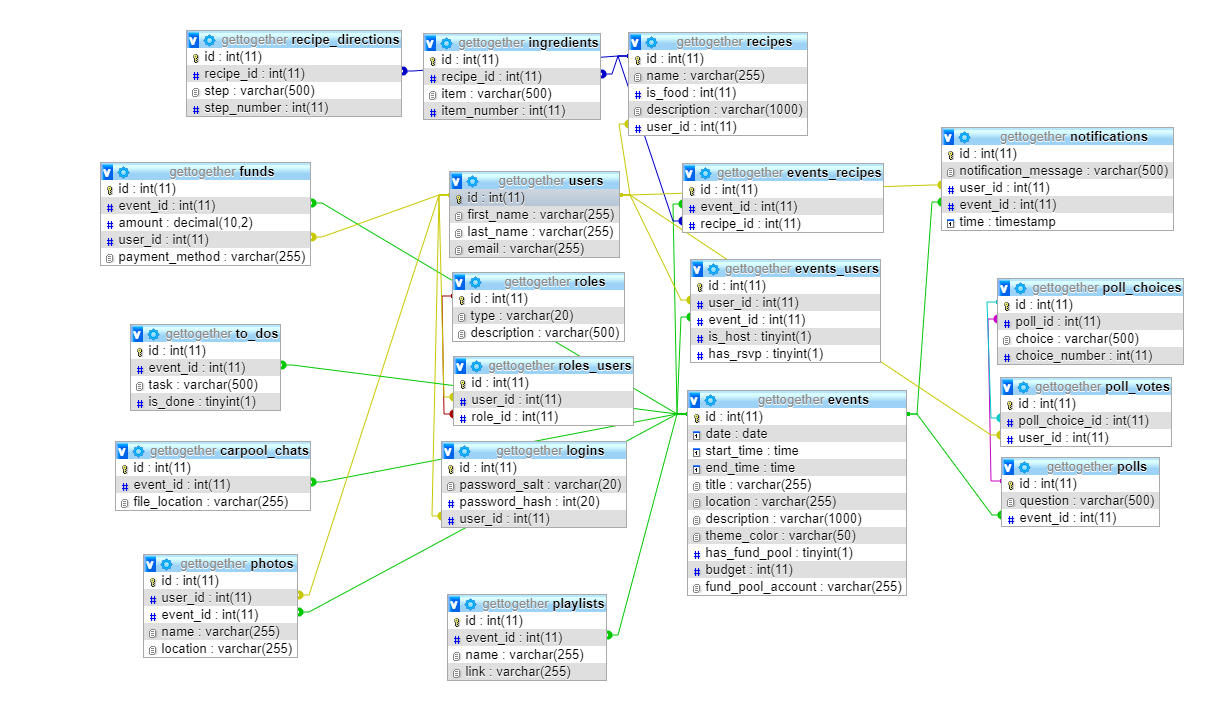 gettogether recipe_directions
id : int(11)
recipe_id : int(11)
step : varchar(500)
step_number : int(11)
gettogether ingredients
id : int(11)
recipe_id : int(11)
item : varchar(500)
item_number : int(11)
gettogether recipes
id : int(11)
name : varchar(255)
is_food : int(11)
description : varchar(1000)
user_id : int(11)
gettogether notifications
id : int(11)
notification_message : varchar(500)
user_id : int(11)
event_id : int(11)
time : timestamp
gettogether funds
id : int(11)
event_id : int(11)
amount : decimal(10,2)
user_id : int(11)
payment_method : varchar(255)
gettogether users
id : int(11)
first_name : varchar(255)
last_name : varchar(255)
email : varchar(255)
gettogether events_recipes
id : int(11)
event_id : int(11)
recipe_id : int(11)
gettogether roles
id : int(11)
type : varchar(20)
description : varchar(500)
gettogether events_users
id : int(11)
user_id : int(11)
event_id : int(11)
is_host : tinyint(1)
has_rsvp : tinyint(1)
gettogether poll_choices
id : int(11)
poll_id : int(11)
choice : varchar(500)
choice_number : int(11)
gettogether to_dos
id : int(11)
event_id : int(11)
task : varchar(500)
is_done : tinyint(1)
gettogether roles_users
id : int(11)
user_id : int(11)
role_id : int(11)
gettogether events
id : int(11)
date : date
start_time : time
end_time : time
title : varchar(255)
location : varchar(255)
description : varchar(1000)
theme_color : varchar(50)
has_fund_pool : tinyint(1)
budget : int(11)
fund_pool_account : varchar(255)
gettogether poll_votes
id : int(11)
poll_choice_id : int(11)
user_id : int(11)
gettogether carpool_chats
id : int(11)
event_id : int(11)
file_location : varchar(255)
gettogether logins
id : int(11)
password_salt : varchar(20)
password_hash : int(20)
user_id : int(11)
gettogether polls
id : int(11)
question : varchar(500)
event_id : int(11)
gettogether photos
id : int(11)
user_id : int(11)
event_id : int(11)
name : varchar(255)
location : varchar(255)
gettogether playlists
id : int(11)
event_id : int(11)
name : varchar(255)
link : varchar(255)